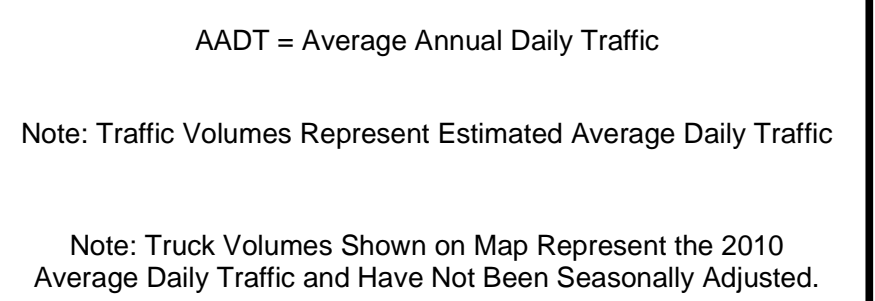 AADT = Average Annual Daily Traffic
Note: Traffic Volumes Represent Estimated Average Daily Traffic
Note: Truck Volumes Shown on Map Represent the 2010
Average Daily Traffic and Have Not Been Seasonally Adjusted.